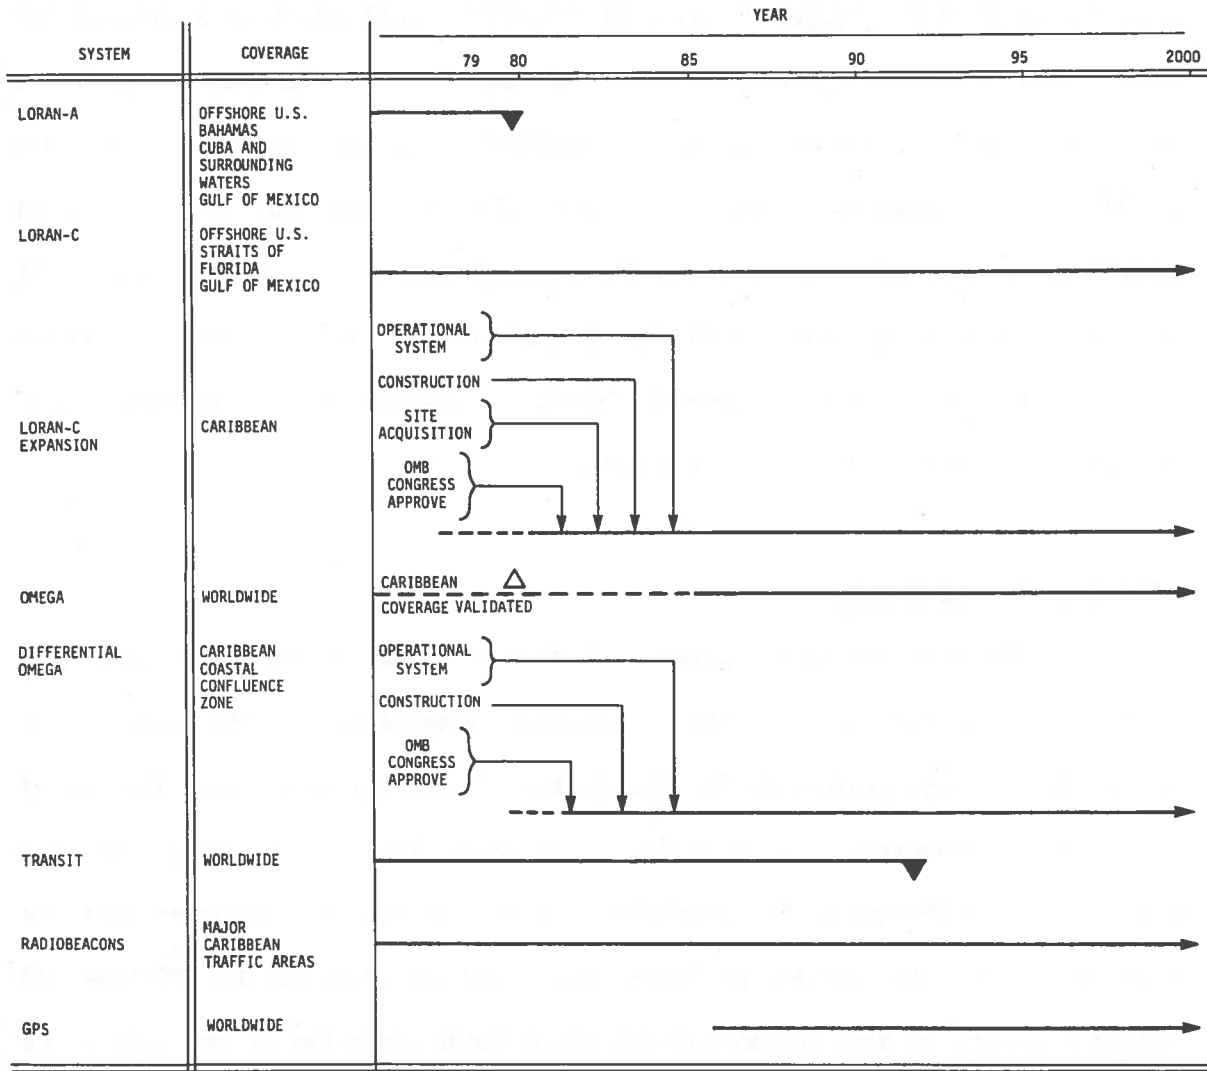 YEAR
SYSTEM COVERAGE 79 80 85 90 95 2000
LORAN-A
OFFSHORE U.S.
BAHAMAS
CUBA AND
SURROUNDING
WATERS
GULF OF MEXICO
LORAN-C
OFFSHORE U.S.
STRAITS OF
FLORIDA
GULF OF MEXICO
LORAN-C
EXPANSION
CARIBBEAN
OPERATIONAL
SYSTEM
CONSTRUCTION
SITE
ACQUISITION
OMB
CONGRESS
APPROVE
OMEGA
WORLDWIDE
CARIBBEAN
COVERAGE VALIDATED
DIFFERENTIAL
OMEGA
CARIBBEAN
COASTAL
CONFLUENCE
ZONE
OPERATIONAL
SYSTEM
CONSTRUCTION
OMB
CONGRESS
APPROVE
TRANSIT
WORLDWIDE
RADIOBEACONS
MAJOR
CARIBBEAN
TRAFFIC AREAS
GPS
WORLDWIDE